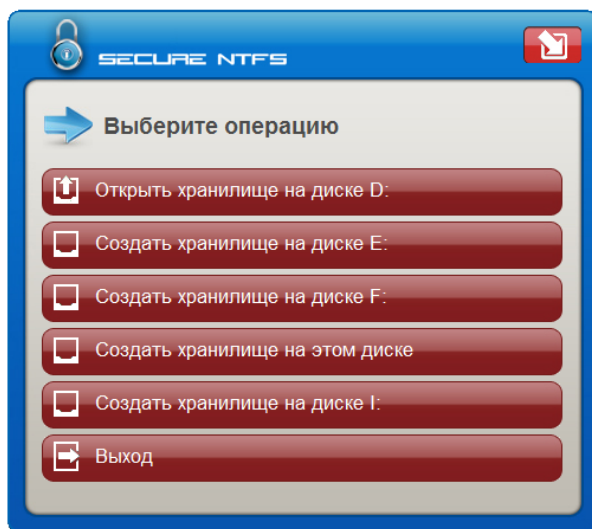 SECURE NTFS
Выберите операцию
Открыть хранилище на диске D:
Создать хранилище на диске E:
Создать хранилище на диске F:
Создать хранилище на этом диске
Создать хранилище на диске I:
Выход